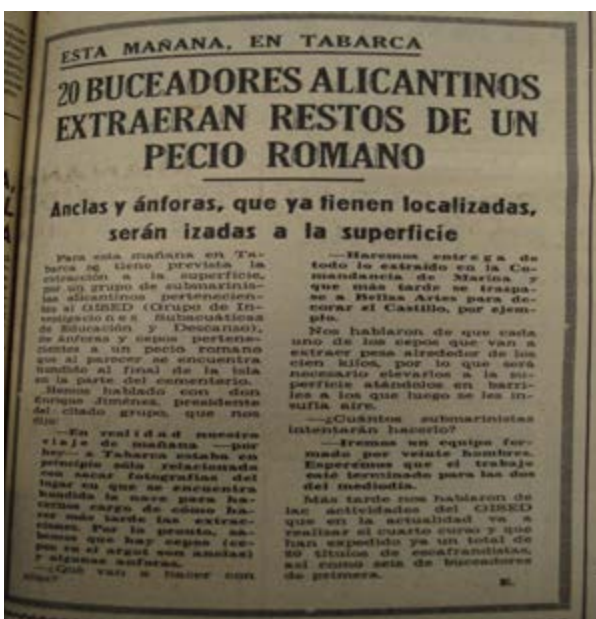 ESTA MAÑANA, EN TABARCA
20 BUCEADORES ALICANTINOS
EXTRAERAN RESTOS DE UN
PECIO ROMANO
Anclas y ánforas, que ya tienen localizadas,
serán izadas a la superficie
Para esta mañana en Ta-
barca se tiene prevista la
extracción a la superficie,
por un grupo de submarinis-
tas alicantinos pertenecien-
tes al GISED (Grupo de In-
vestigaciones Subacuáticas
de Educación y Descanso),
de ánforas y cepos pertene-
cientes a un pecio romano
que al parecer se encuentra
hundido al final de la isla
en la parte del cementerio.
Hemos hablado con don
Enrique Jiménez, presidente
del citado grupo, que nos
dijo:
—En realidad nuestro
viaje de mañana —por
hoy— a Tabarca estaba en
principio sólo relacionada
con sacar fotografías del
lugar en que se encuentra
hundida la nave para ha-
cernos cargo de cómo ha-
cer más tarde las extrac-
ciones. Por lo pronto, sa-
bemos que hay cepos (ce-
pos en el argot son anclas)
y algunas ánforas.
—¿Qué van a hacer con
ellas?
—Haremos entrega de
todo lo extraído en la Co-
mandancia de Marina y
que más tarde se traspa-
se a Bellas Artes para de-
corar el Castillo, por ejem-
plo.
Nos hablaron de que cada
uno de los cepos que van a
extraer pesa alrededor de los
cien kilos, por lo que será
necesario elevarlos a la su-
perficie atándolos en barri-
les a los que luego se les in-
sufla aire.
—¿Cuántos submarinistas
intentarán hacerlo?
—Iremos un equipo for-
mado por veinte hombres.
Esperemos que el trabajo
esté terminado para las dos
del mediodía.
Más tarde nos hablaron de
las actividades del GISED
que en la actualidad va a
realizar el cuarto curso y que
han expedido ya un total de
20 títulos de escafandristas,
así como seis de buceadores
de primera.